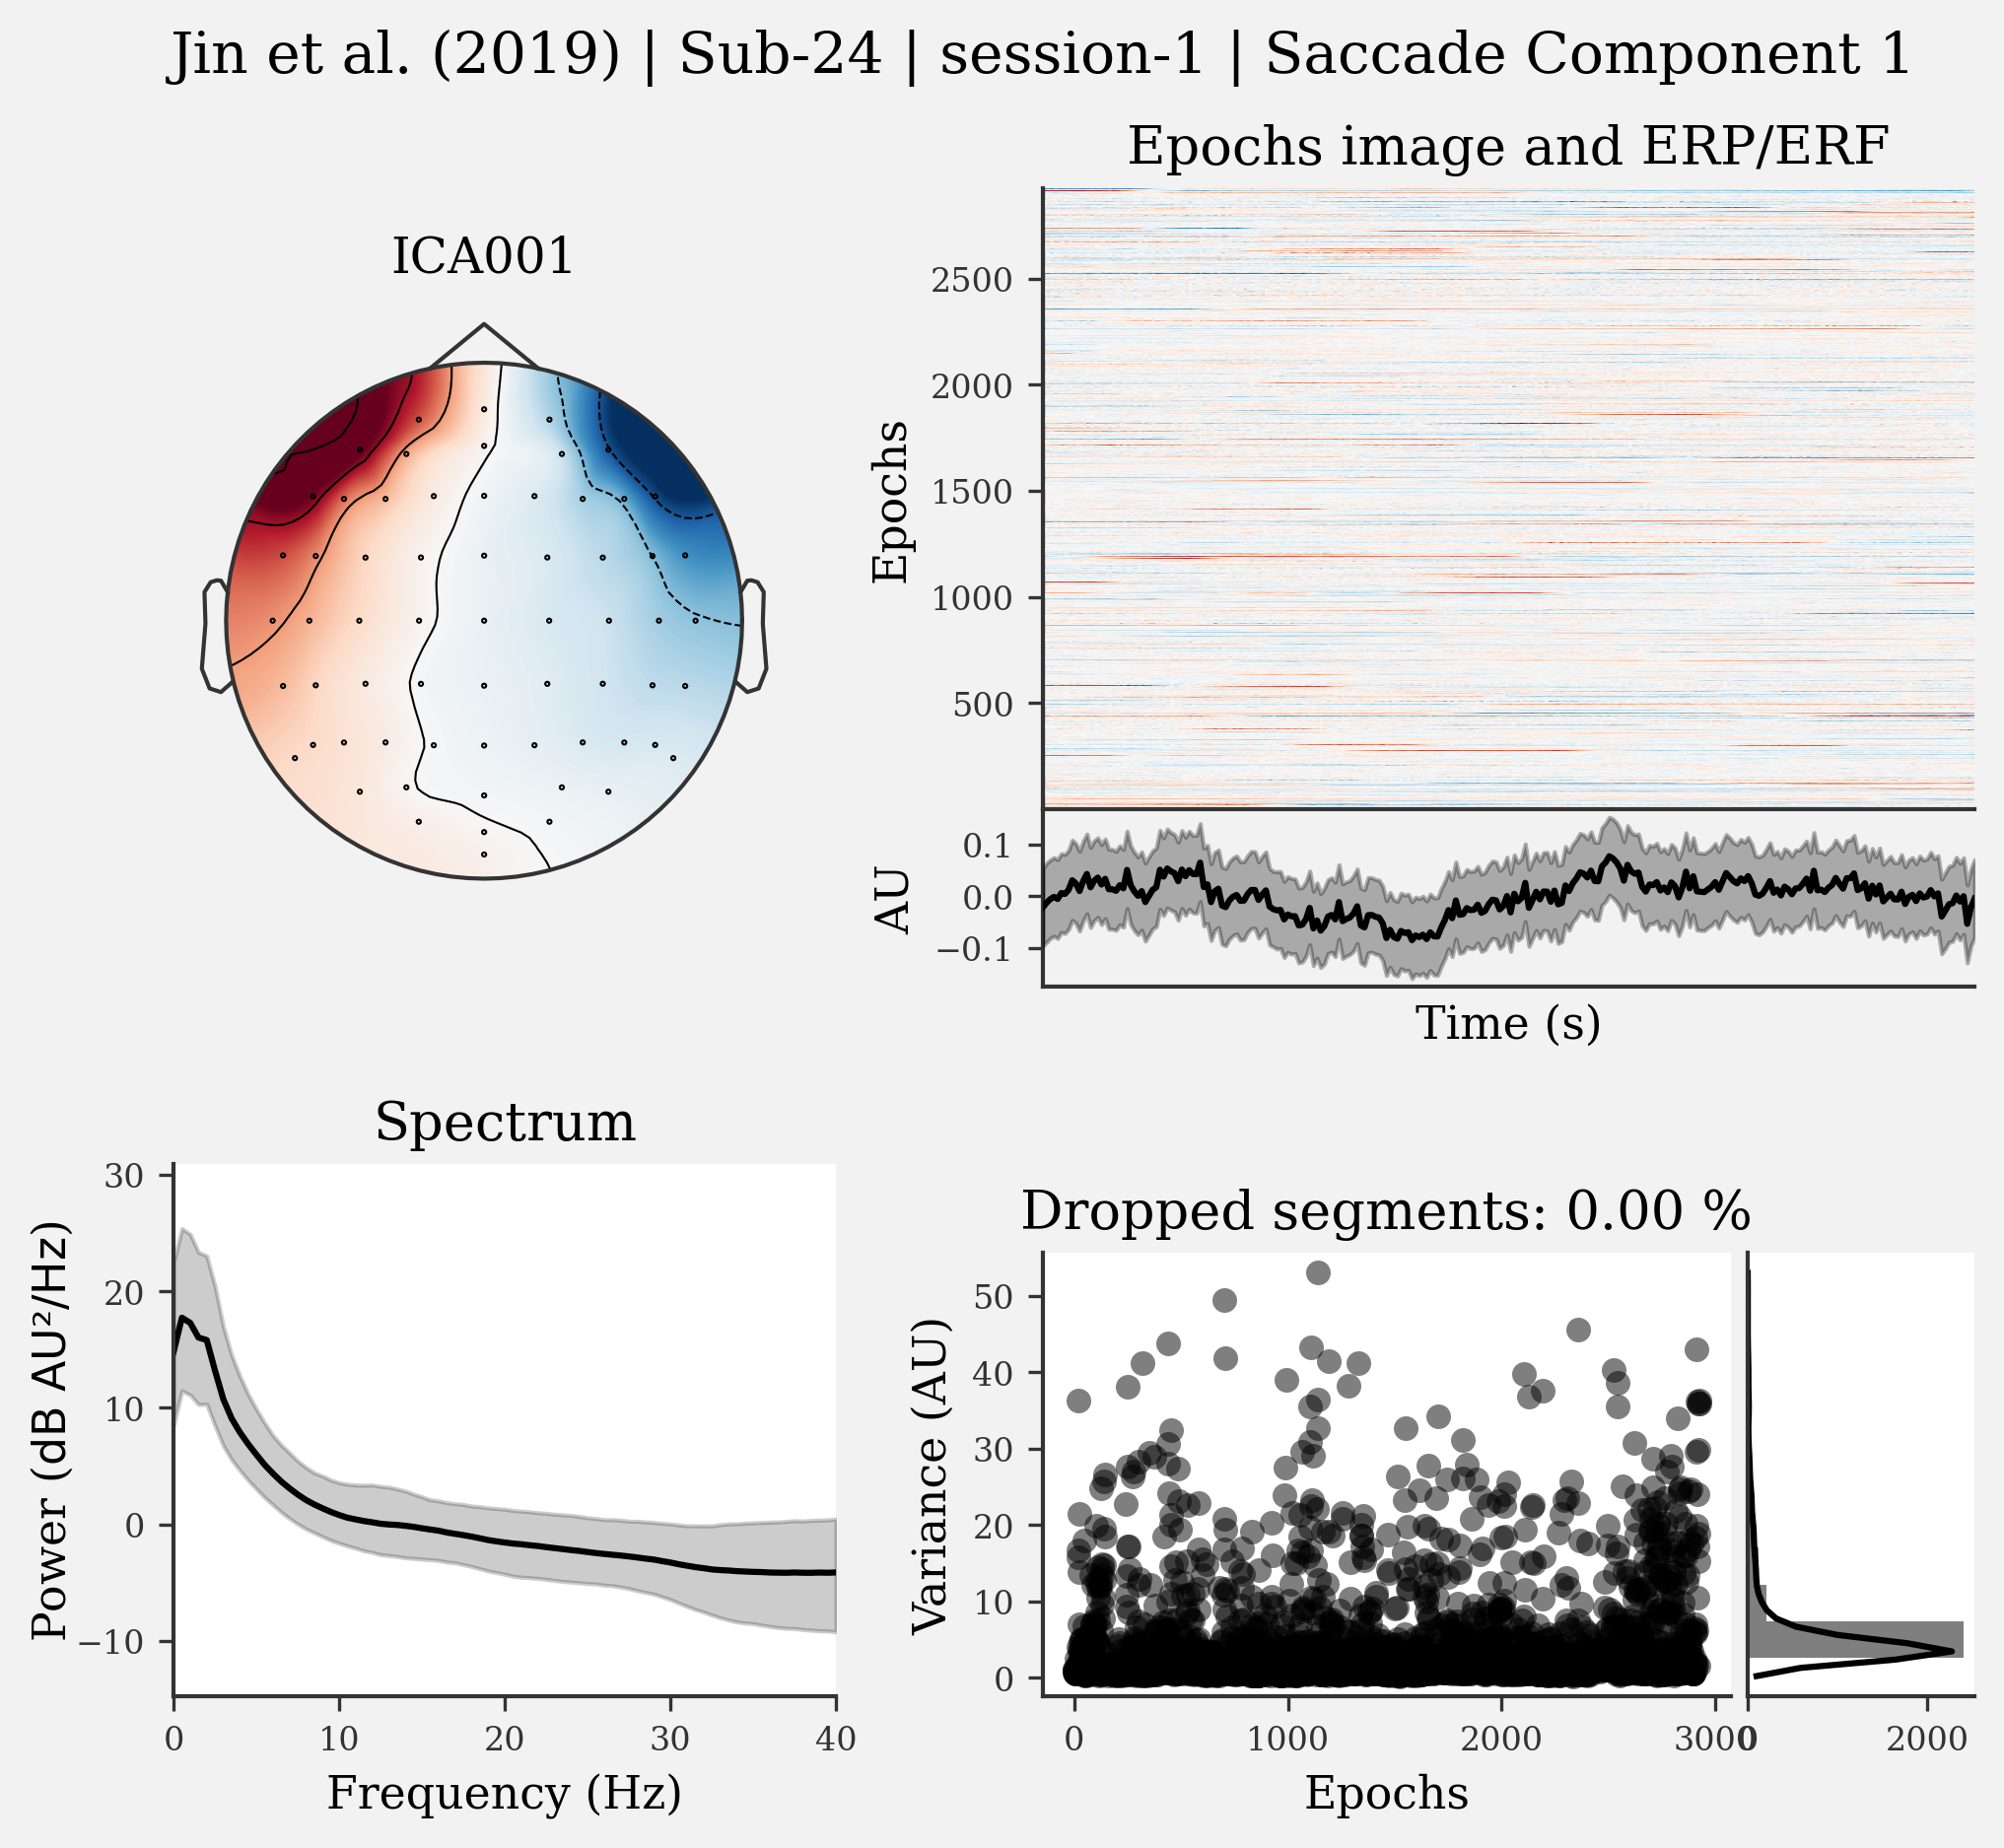 Jin et al. (2019) | Sub-24 | session-1 | Saccade Component 1
ICA001
Epochs image and ERP/ERF
Epochs
2500
2000
1500
1000
500
AU
0.1
0.0
−0.1
Time (s)
Spectrum
Power (dB AU²/Hz)
30
20
10
0
−10
0 10 20 30 40
Frequency (Hz)
Dropped segments: 0.00 %
Variance (AU)
50
40
30
20
10
0
0 1000 2000 3000
Epochs
0 2000